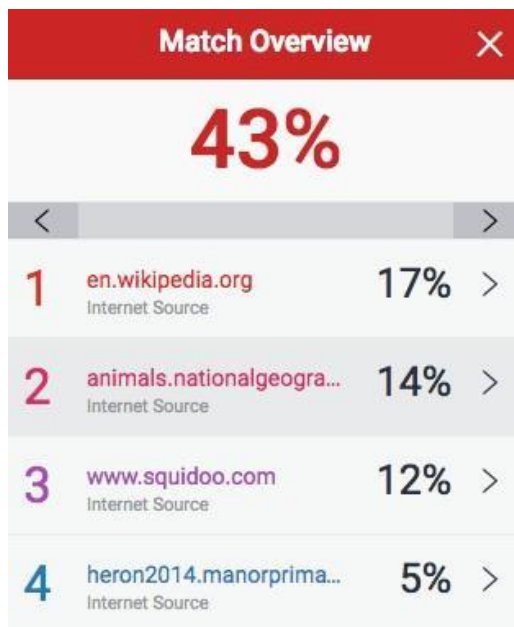 Match Overview
43%
1 en.wikipedia.org 17%
Internet Source
2 animals.nationalgeogra... 14%
Internet Source
3 www.squidoo.com 12%
Internet Source
4 heron2014.manorprima... 5%
Internet Source